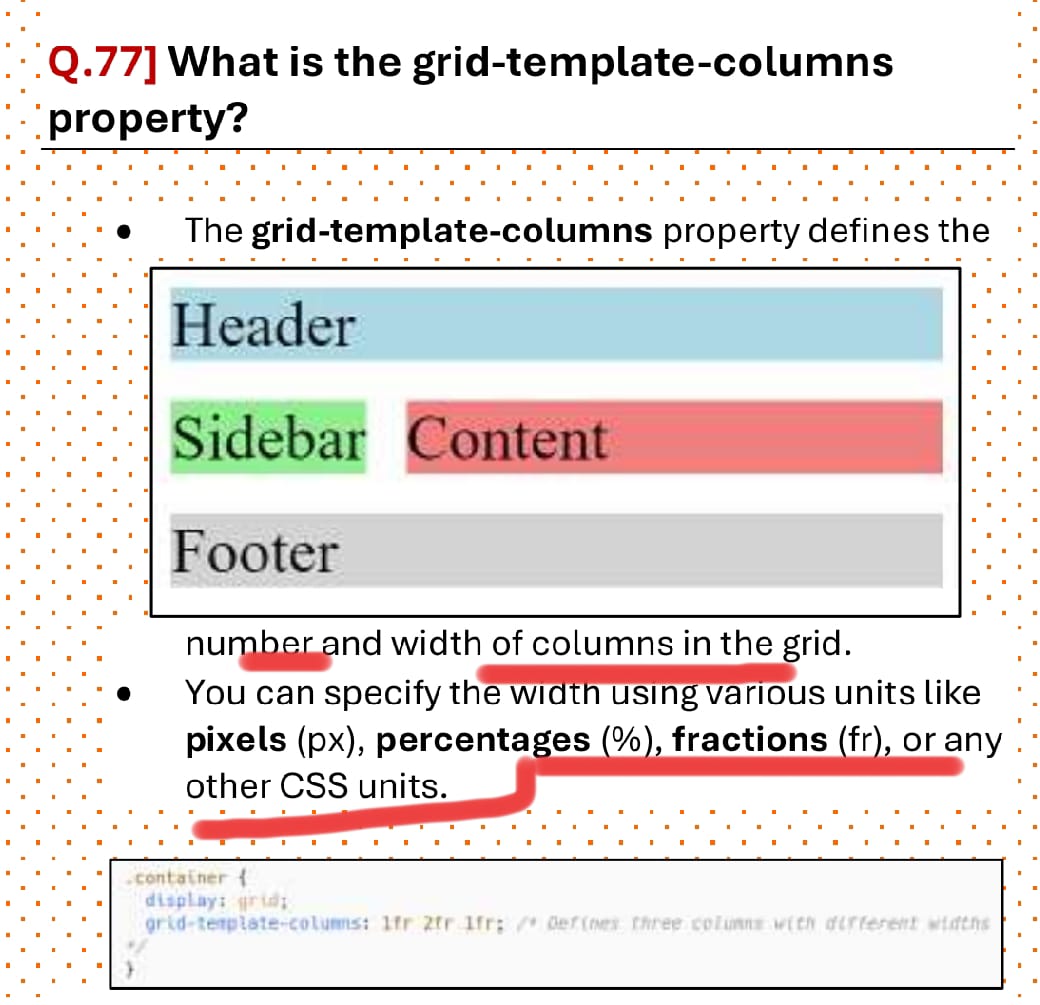 Q.77] What is the grid-template-columns
property?
• The grid-template-columns property defines the
Header
Sidebar Content
Footer
number and width of columns in the grid.
• You can specify the width using various units like
pixels (px), percentages (%), fractions (fr), or any
other CSS units.
.container {
display: grid;
grid-template-columns: 1fr 2fr 1fr; /* Defines three columns with different widths
*/
}